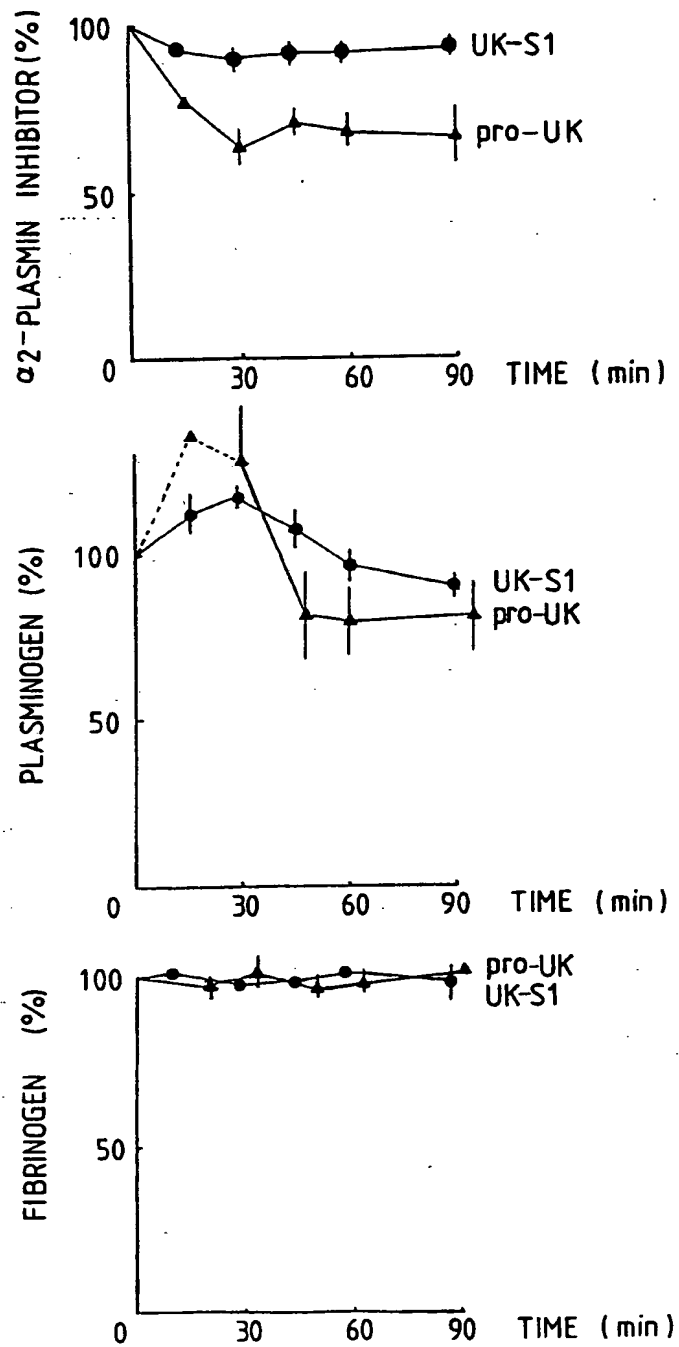 α2-PLASMIN INHIBITOR (%)
100
50
0
30
60
90
TIME (min)
UK-S1
pro-UK
PLASMINOGEN (%)
100
50
0
30
60
90
TIME (min)
UK-S1
pro-UK
FIBRINOGEN (%)
100
50
0
30
60
90
TIME (min)
pro-UK
UK-S1